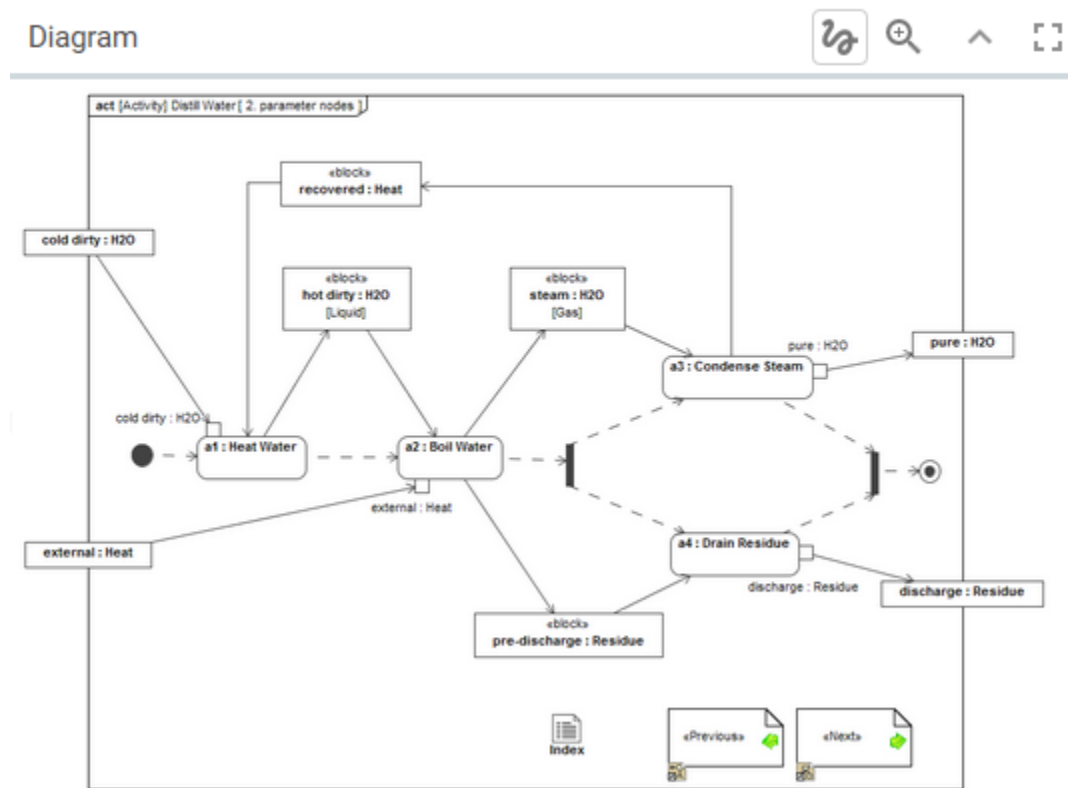 Diagram
act [Activity] Distill Water [ 2. parameter nodes ]
«block»
recovered : Heat
cold dirty : H2O
«block»
hot dirty : H2O
[Liquid]
«block»
steam : H2O
[Gas]
pure : H2O
pure : H2O
a3 : Condense Steam
cold dirty : H2O
a1 : Heat Water
a2 : Boil Water
external : Heat
external : Heat
a4 : Drain Residue
discharge : Residue
discharge : Residue
«block»
pre-discharge : Residue
Index
«Previous»
«Next»